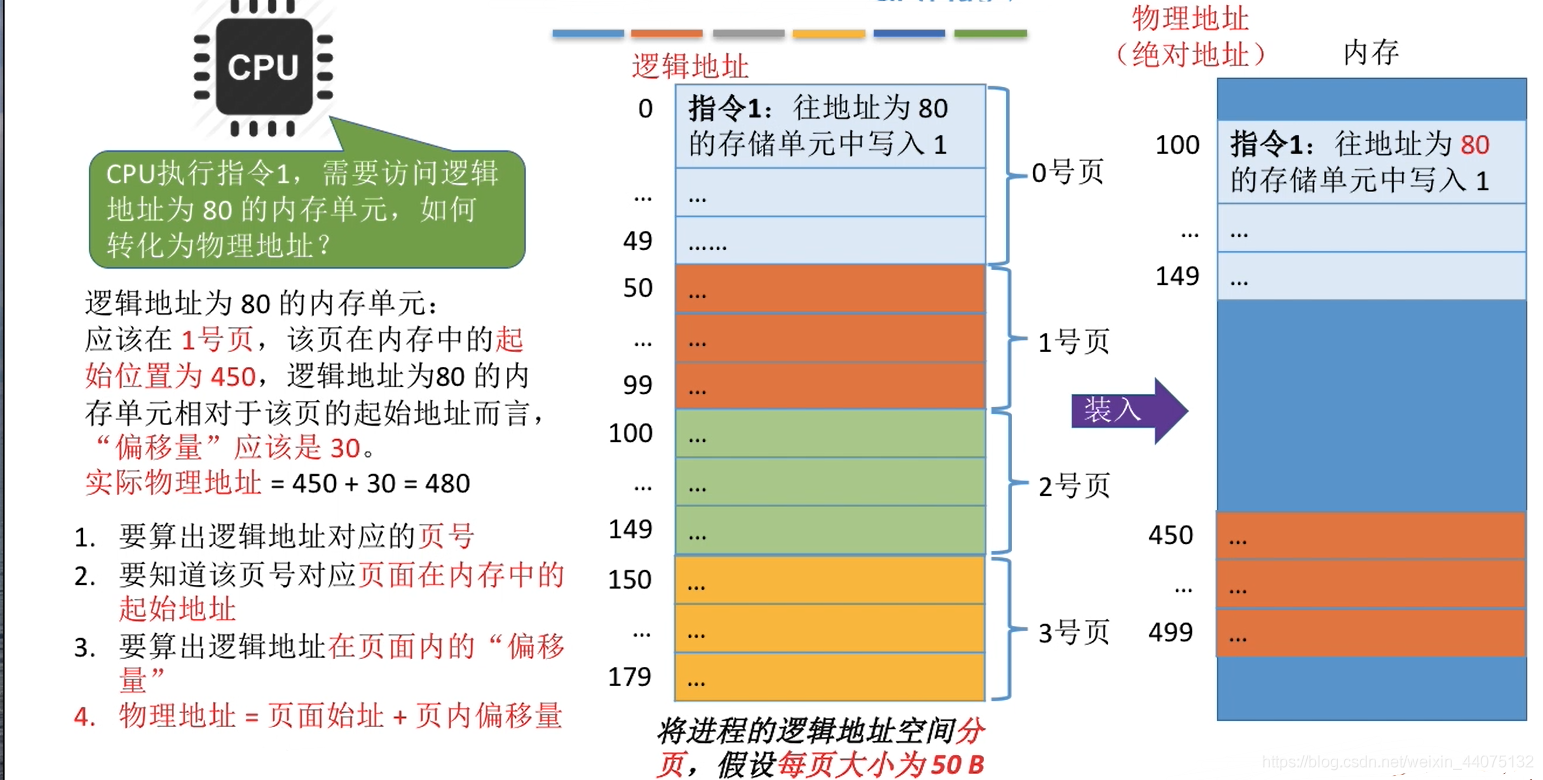 CPU
CPU执行指令1，需要访问逻辑
地址为 80 的内存单元，如何
转化为物理地址？
逻辑地址为 80 的内存单元：
应该在 1号页，该页在内存中的起
始位置为 450，逻辑地址为80 的内
存单元相对于该页的起始地址而言，
“偏移量”应该是 30。
实际物理地址 = 450 + 30 = 480
1. 要算出逻辑地址对应的页号
2. 要知道该页号对应页面在内存中的
起始地址
3. 要算出逻辑地址在页面内的“偏移
量”
4. 物理地址 = 页面始址 + 页内偏移量
逻辑地址
0
指令1：往地址为 80
的存储单元中写入 1
... ...
49 ......
0号页
50 ...
... ...
99 ...
1号页
100 ...
... ...
149 ...
2号页
150 ...
... ...
179 ...
3号页
将进程的逻辑地址空间分
页，假设每页大小为 50 B
装入
物理地址
（绝对地址）
内存
100
指令1：往地址为 80
的存储单元中写入 1
... ...
149 ...
450 ...
... ...
499 ...
https://blog.csdn.net/weixin_44075132